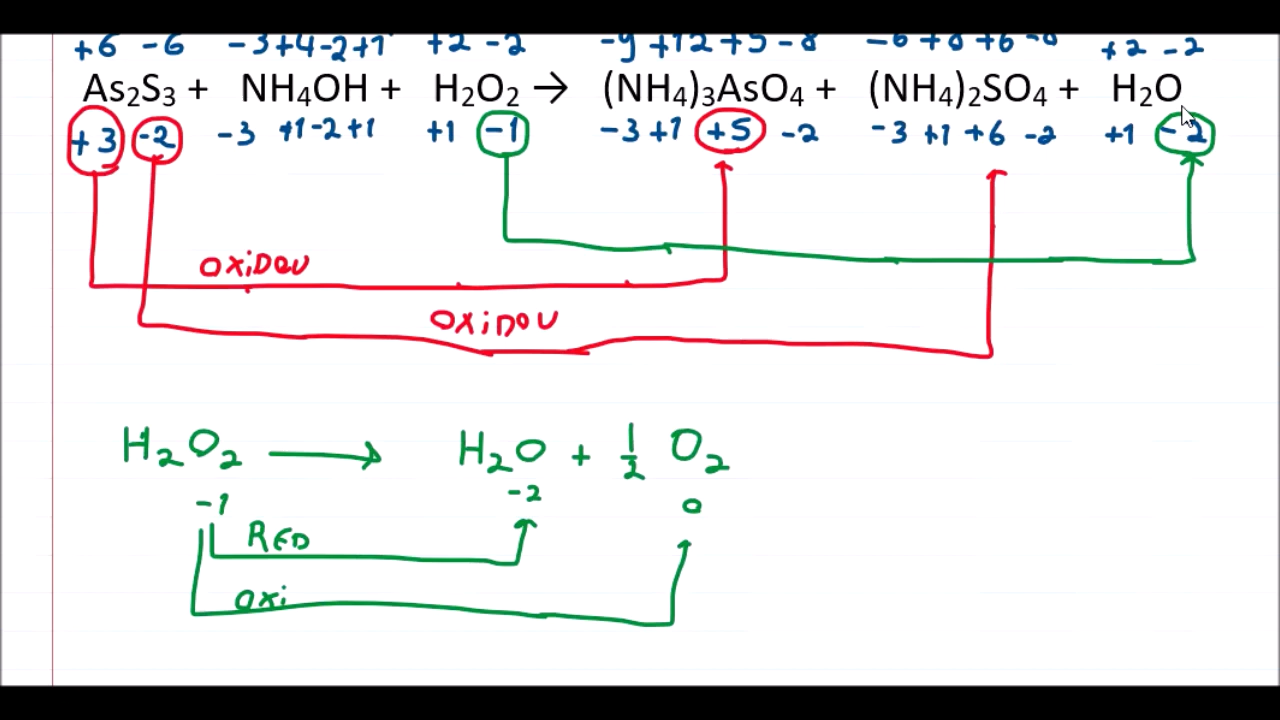 +6 -6 -3+4-2+1 +2 -2 -9 +12 +5 -8 +2 -2
As₂S₃ + NH₄OH + H₂O₂ → (NH₄)₃AsO₄ + (NH₄)₂SO₄ + H₂O
+3 -2 -3 +1 -2 +1 +1 -1 -3 +1 +5 -2 -3 +1 +6 -2 +1 -2
OXiDOU
OXiDOU
H₂O₂ → H₂O + 1/2 O₂
-1 -2 0
RED
OXi